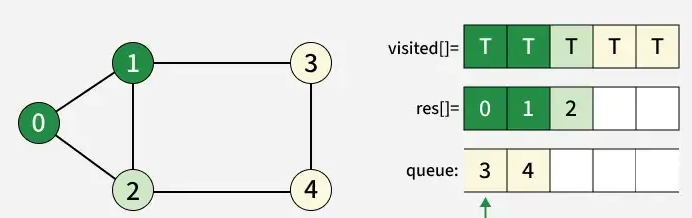 1
3
0
2
4
visited[]= T T T T T
res[]= 0 1 2
queue: 3 4